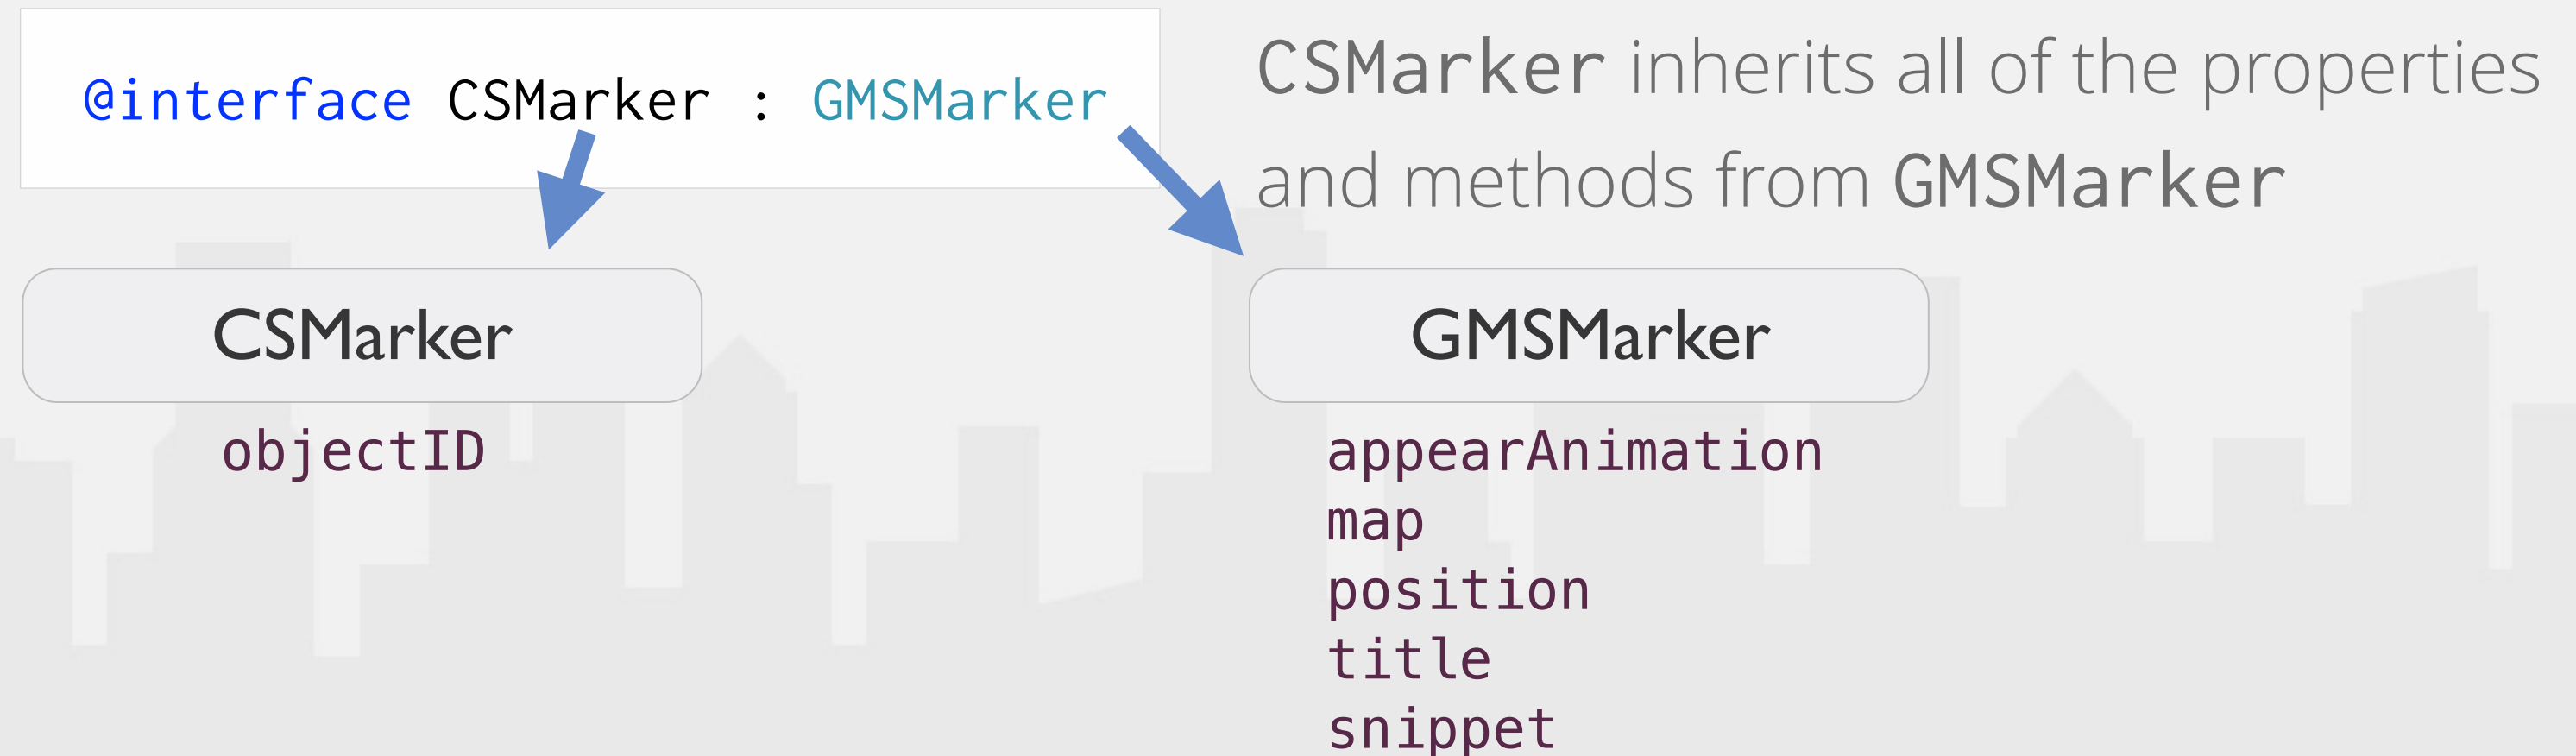 @interface CSMarker : GMSMarker
CSMarker inherits all of the properties
and methods from GMSMarker
CSMarker
objectID
GMSMarker
appearAnimation
map
position
title
snippet